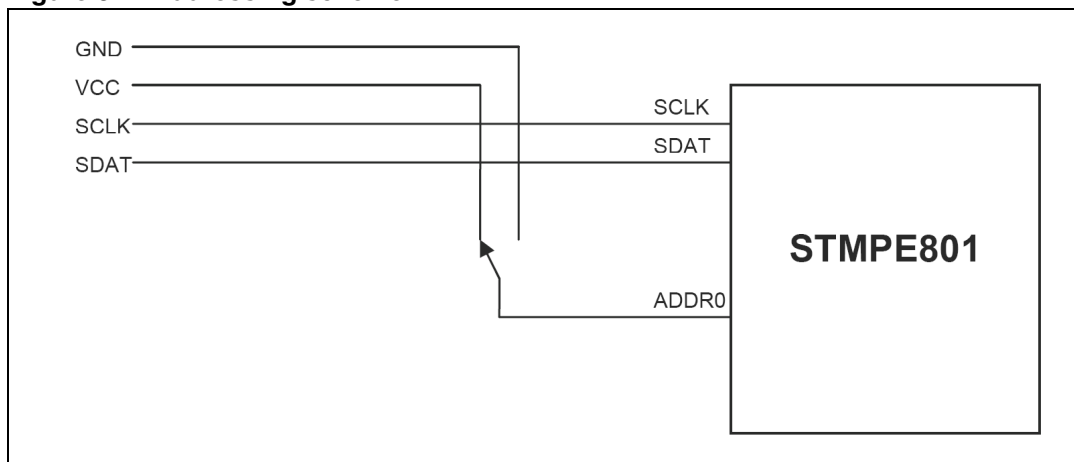 GND
VCC
SCLK
SDAT
SCLK
SDAT
STMPE801
ADDR0